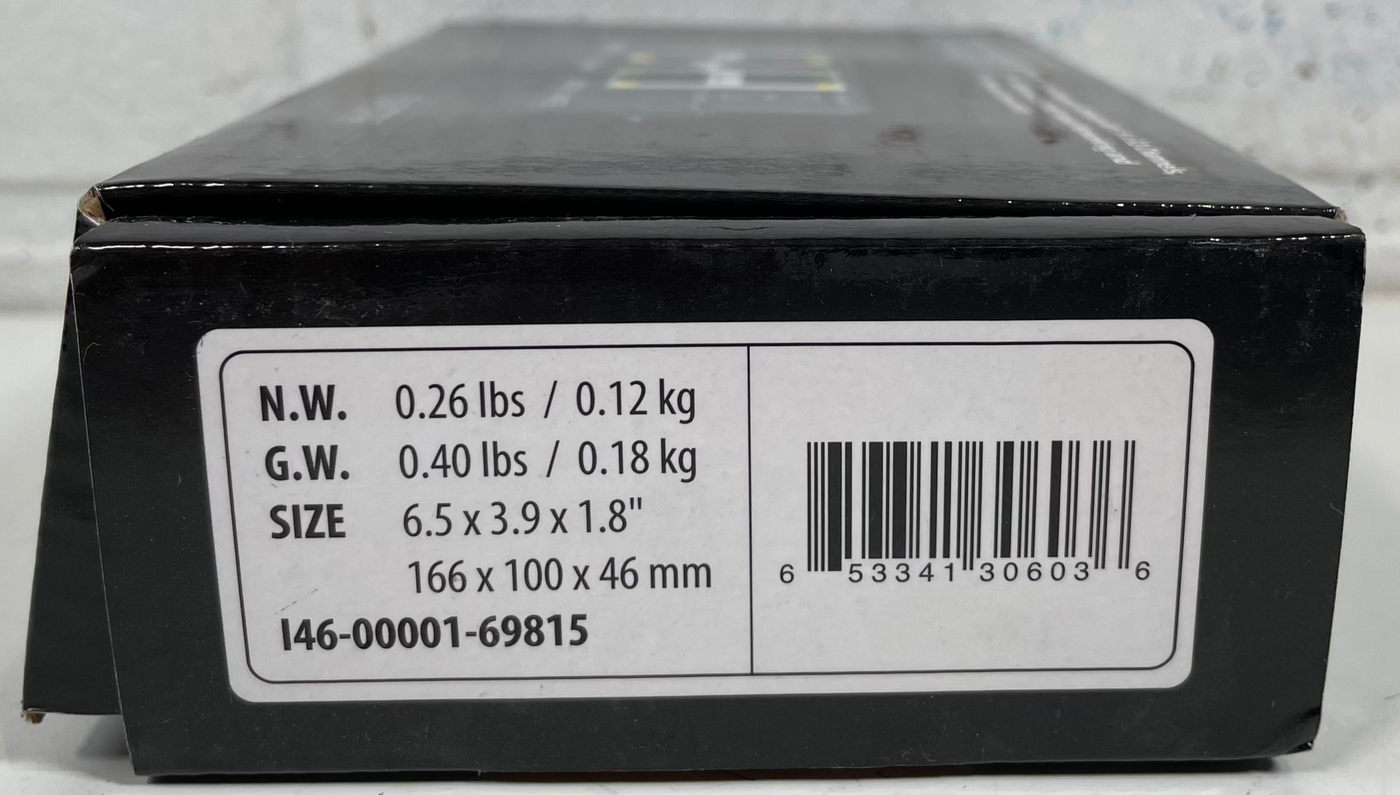 N.W. 0.26 lbs / 0.12 kg
G.W. 0.40 lbs / 0.18 kg
SIZE 6.5 x 3.9 x 1.8"
166 x 100 x 46 mm
I46-00001-69815
6 53341 30603 6